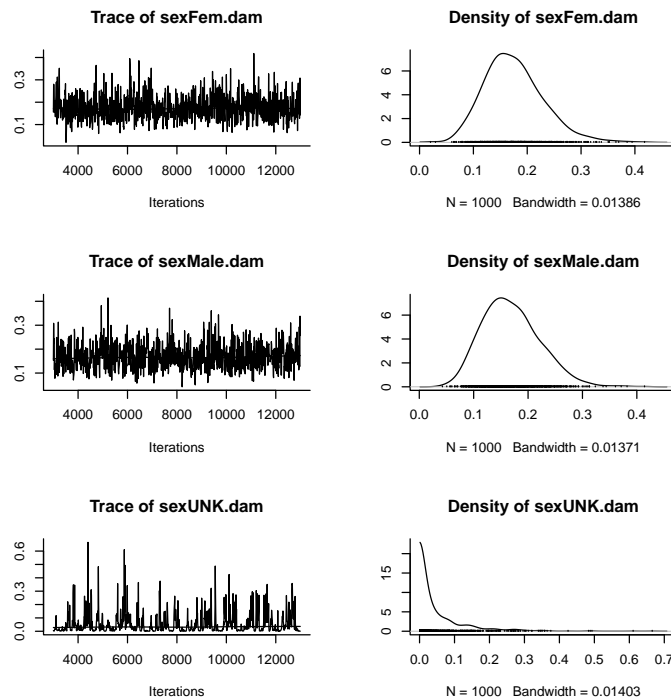 Trace of sexFem.dam
0.1 0.3
4000 6000 8000 10000 12000
Iterations
Density of sexFem.dam
0 2 4 6
0.0 0.1 0.2 0.3 0.4
N = 1000 Bandwidth = 0.01386
Trace of sexMale.dam
0.1 0.3
4000 6000 8000 10000 12000
Iterations
Density of sexMale.dam
0 2 4 6
0.0 0.1 0.2 0.3 0.4
N = 1000 Bandwidth = 0.01371
Trace of sexUNK.dam
0.0 0.3 0.6
4000 6000 8000 10000 12000
Iterations
Density of sexUNK.dam
0 5 15
0.0 0.1 0.2 0.3 0.4 0.5 0.6 0.7
N = 1000 Bandwidth = 0.01403